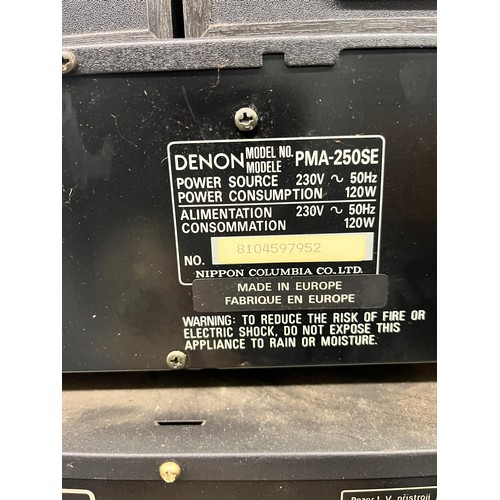 DENON MODEL NO. MODELE PMA-250SE
POWER SOURCE 230V ~ 50Hz
POWER CONSUMPTION 120W
ALIMENTATION 230V ~ 50Hz
CONSOMMATION 120W
NO. 8104597952
NIPPON COLUMBIA CO., LTD.
MADE IN EUROPE
FABRIQUE EN EUROPE
WARNING: TO REDUCE THE RISK OF FIRE OR
ELECTRIC SHOCK, DO NOT EXPOSE THIS
APPLIANCE TO RAIN OR MOISTURE.
Pozor! V přístroji